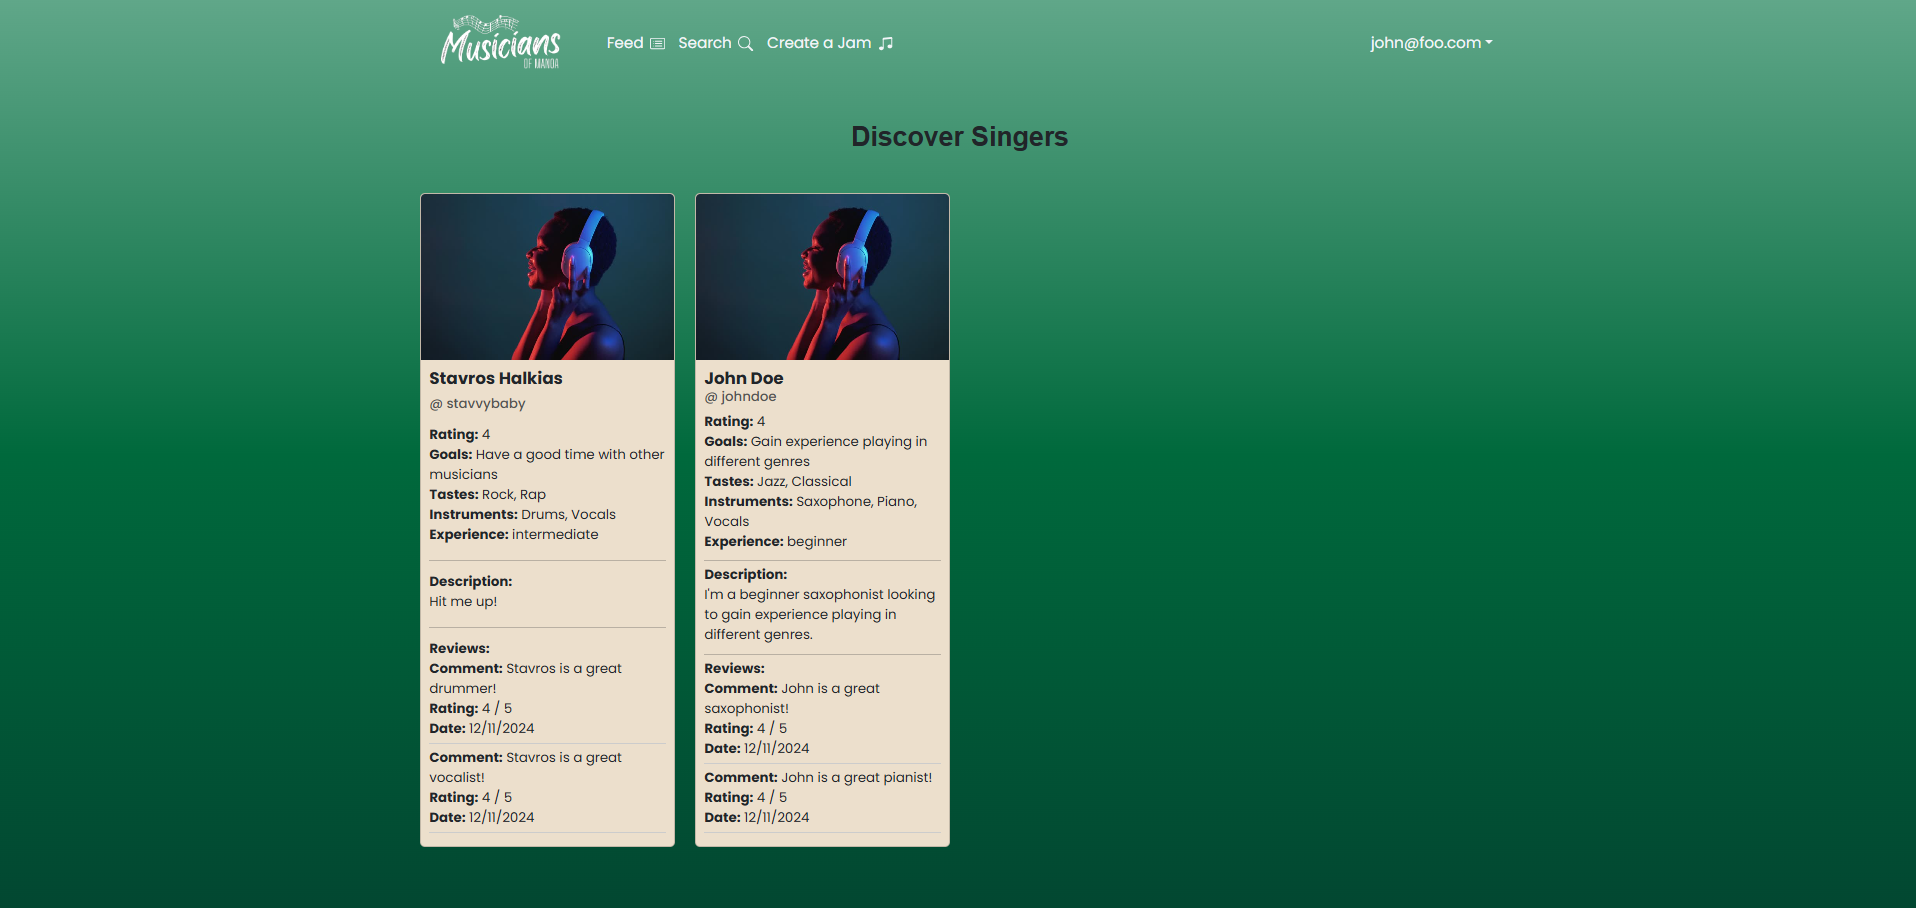 Musicians
OF MANOA
Feed Search Create a Jam john@foo.com
Discover Singers
Stavros Halkias
@ stavvybaby
Rating: 4
Goals: Have a good time with other
musicians
Tastes: Rock, Rap
Instruments: Drums, Vocals
Experience: intermediate
Description:
Hit me up!
Reviews:
Comment: Stavros is a great
drummer!
Rating: 4 / 5
Date: 12/11/2024
Comment: Stavros is a great
vocalist!
Rating: 4 / 5
Date: 12/11/2024
John Doe
@ johndoe
Rating: 4
Goals: Gain experience playing in
different genres
Tastes: Jazz, Classical
Instruments: Saxophone, Piano,
Vocals
Experience: beginner
Description:
I'm a beginner saxophonist looking
to gain experience playing in
different genres.
Reviews:
Comment: John is a great
saxophonist!
Rating: 4 / 5
Date: 12/11/2024
Comment: John is a great pianist!
Rating: 4 / 5
Date: 12/11/2024